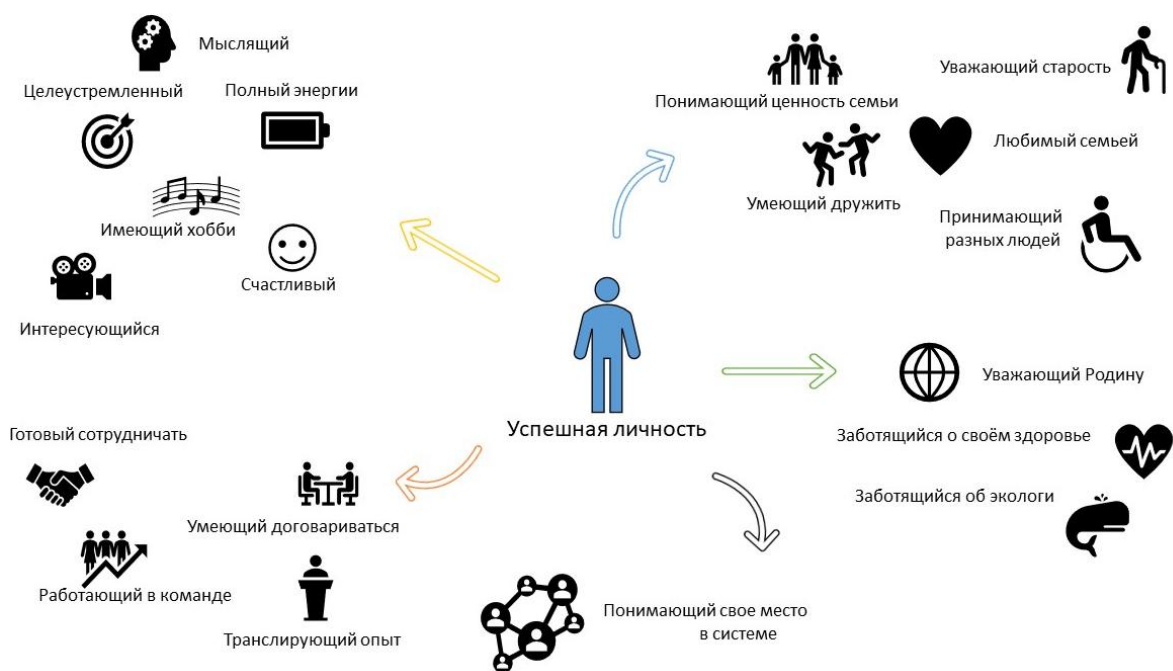 Мыслящий
Целеустремленный
Полный энергии
Имеющий хобби
Счастливый
Интересующийся
Понимающий ценность семьи
Уважающий старость
Любимый семьей
Умеющий дружить
Принимающий
разных людей
Уважающий Родину
Заботящийся о своём здоровье
Заботящийся об экологи
Успешная личность
Готовый сотрудничать
Умеющий договариваться
Работающий в команде
Транслирующий опыт
Понимающий свое место
в системе